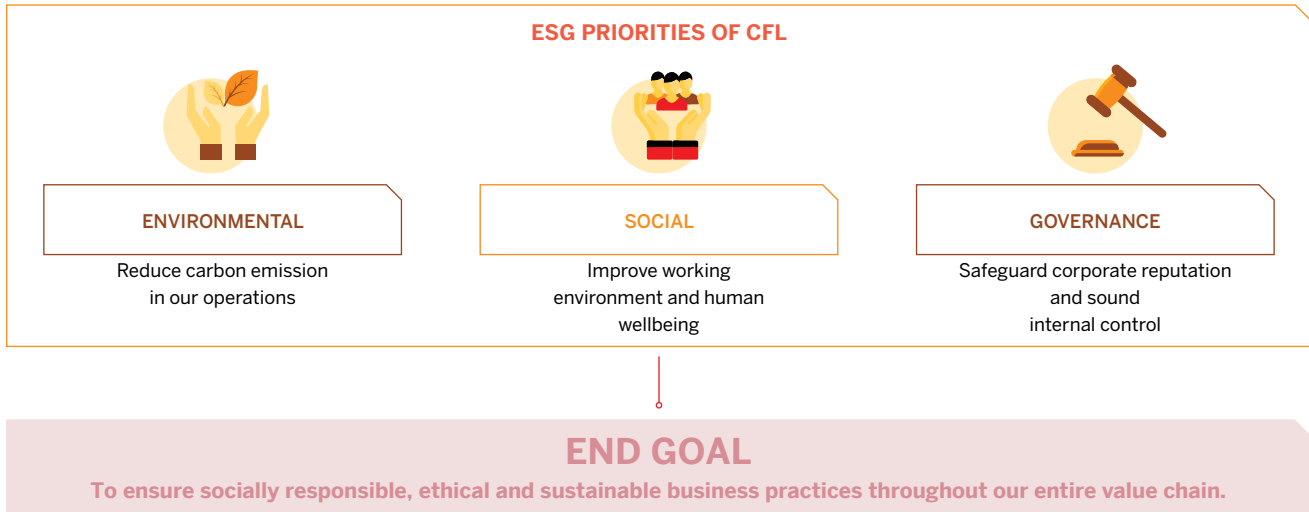 ESG PRIORITIES OF CFL
ENVIRONMENTAL
Reduce carbon emission
in our operations
SOCIAL
Improve working
environment and human
wellbeing
GOVERNANCE
Safeguard corporate reputation
and sound
internal control
END GOAL
To ensure socially responsible, ethical and sustainable business practices throughout our entire value chain.